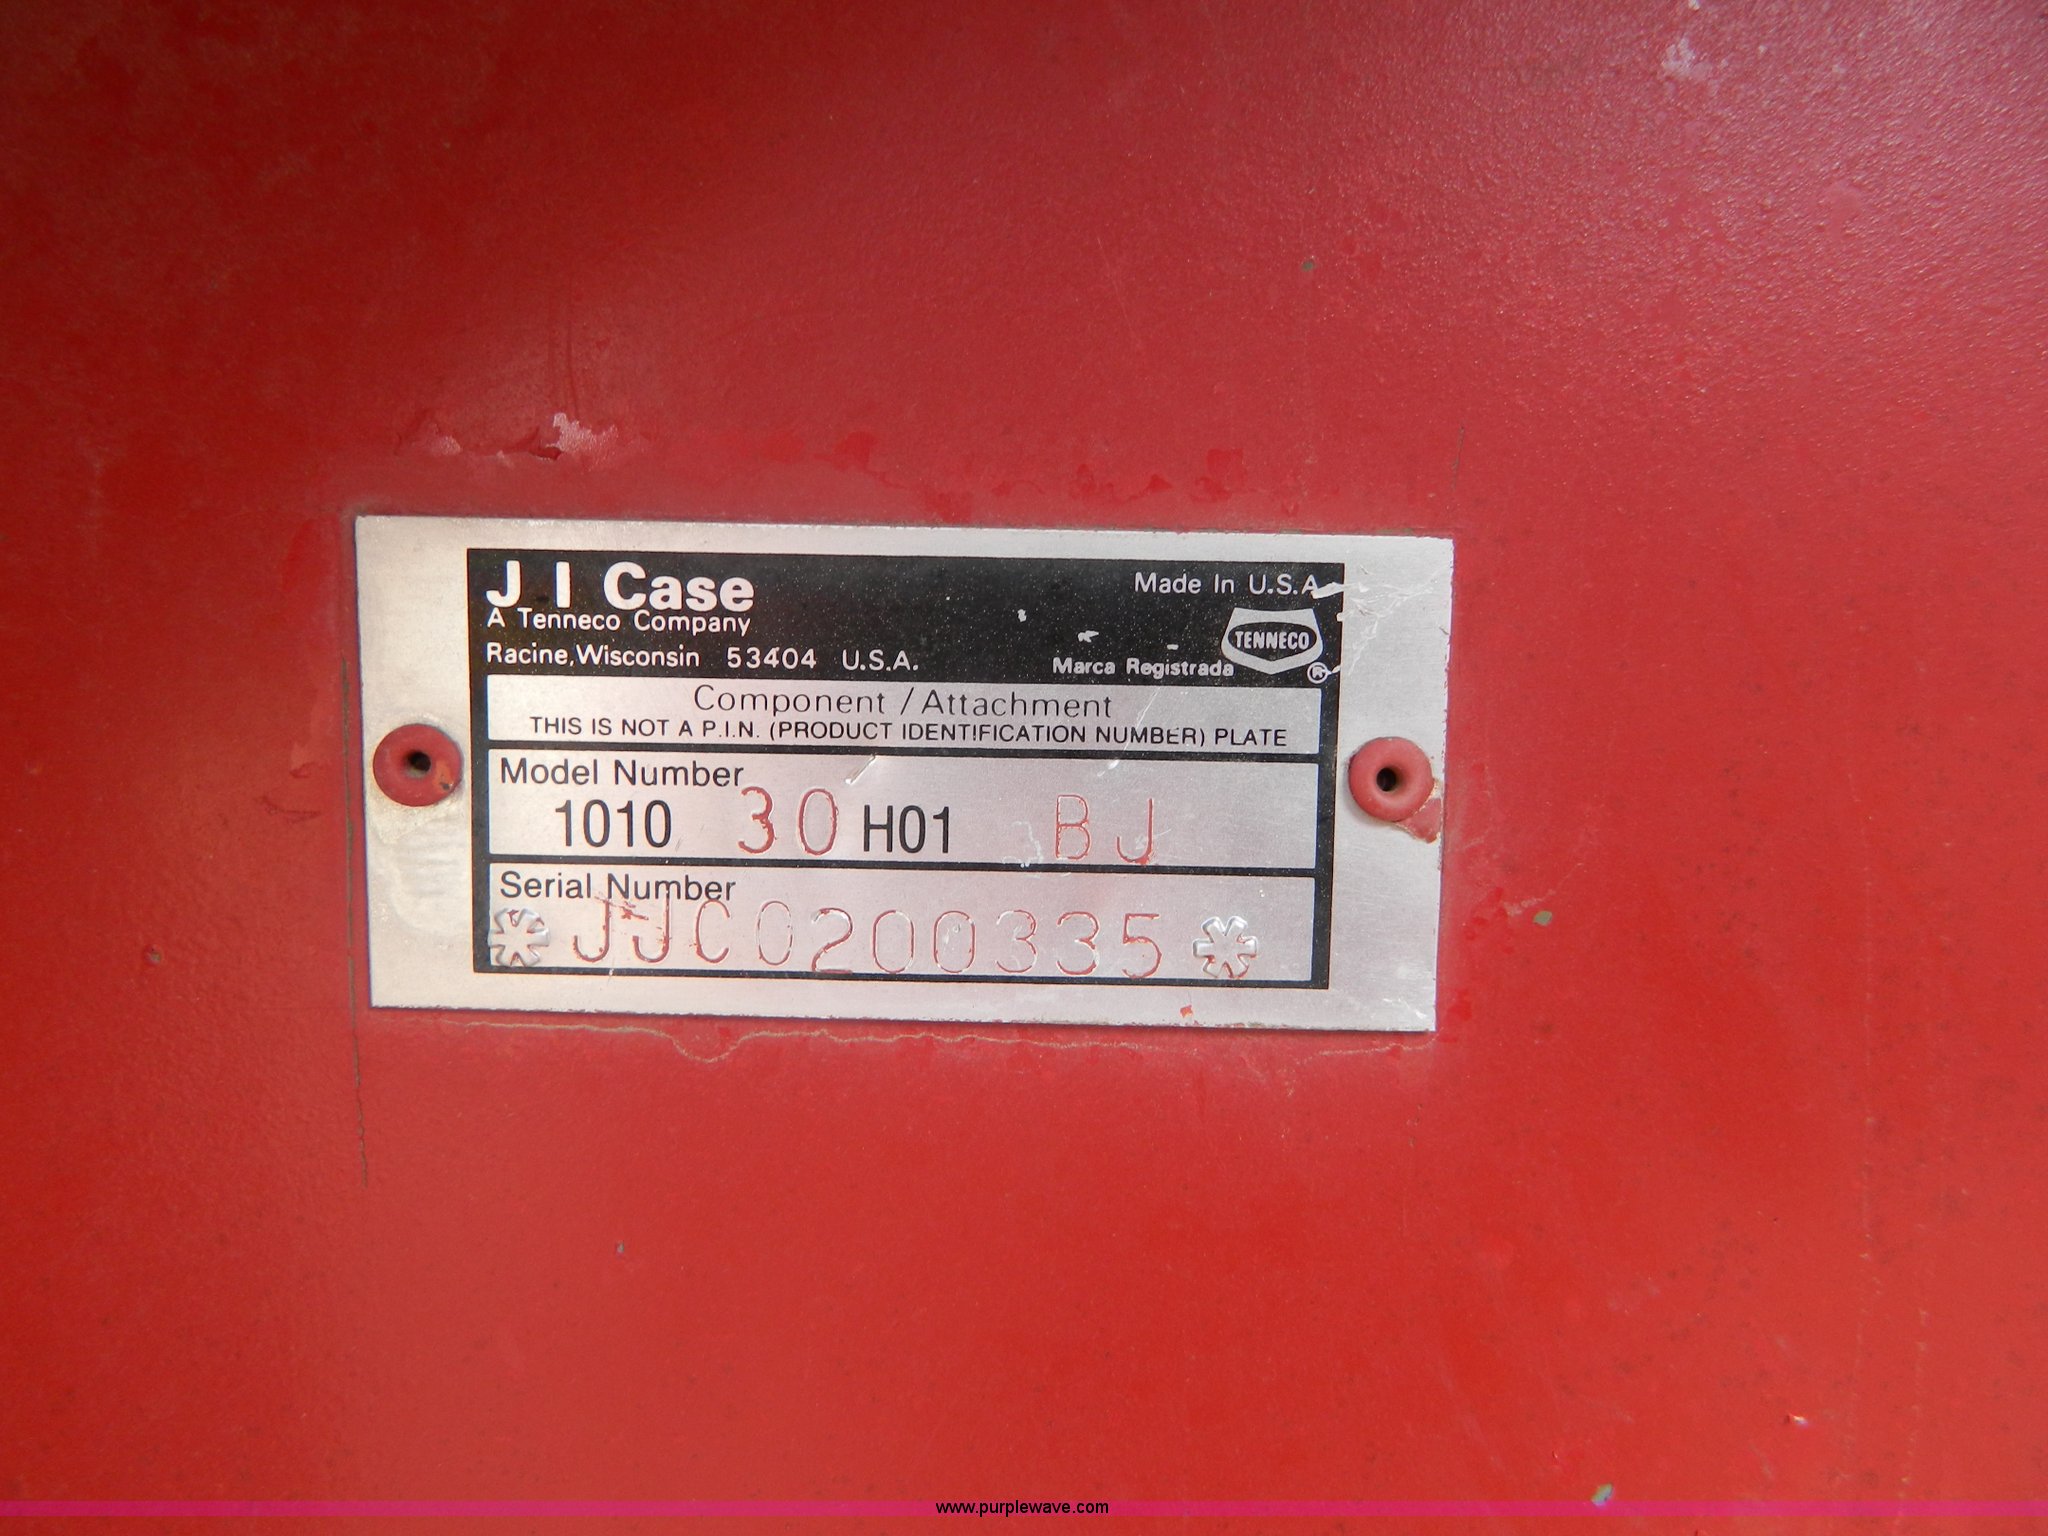 J I Case
Made In U.S.A.
A Tenneco Company
TENNECO
Racine, Wisconsin 53404 U.S.A.
Marca Registrada ®
Component / Attachment
THIS IS NOT A P.I.N. (PRODUCT IDENTIFICATION NUMBER) PLATE
Model Number
1010 30 H01 BJ
Serial Number
* JJC0200335 *
www.purplewave.com